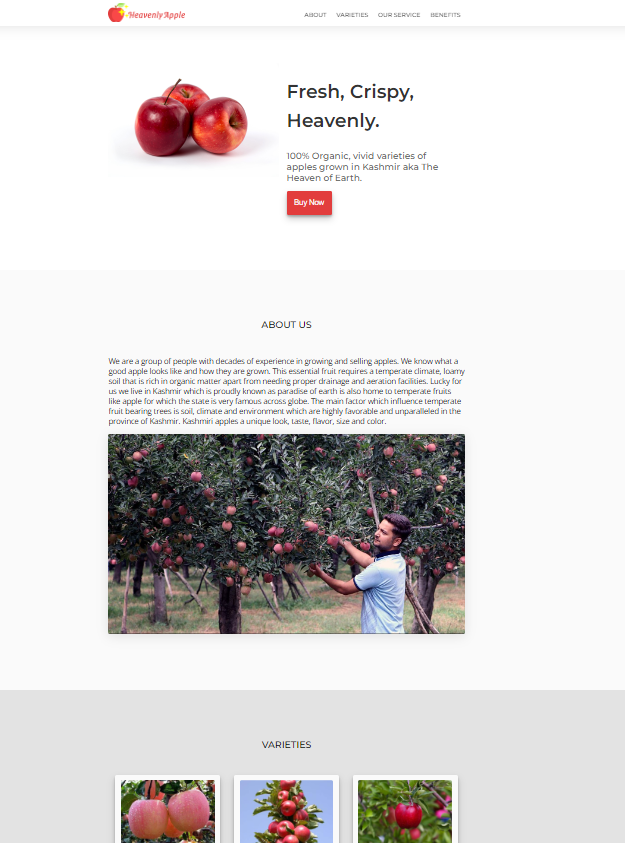 HeavenlyApple
ABOUT VARIETIES OUR SERVICE BENEFITS
Fresh, Crispy,
Heavenly.
100% Organic, vivid varieties of
apples grown in Kashmir aka The
Heaven of Earth.
Buy Now
ABOUT US
We are a group of people with decades of experience in growing and selling apples. We know what a
good apple looks like and how they are grown. This essential fruit requires a temperate climate, loamy
soil that is rich in organic matter apart from needing proper drainage and aeration facilities. Lucky for
us we live in Kashmir which is proudly known as paradise of earth is also home to temperate fruits
like apple for which the state is very famous across globe. The main factor which influence temperate
fruit bearing trees is soil, climate and environment which are highly favorable and unparalleled in the
province of Kashmir. Kashmiri apples a unique look, taste, flavor, size and color.
VARIETIES